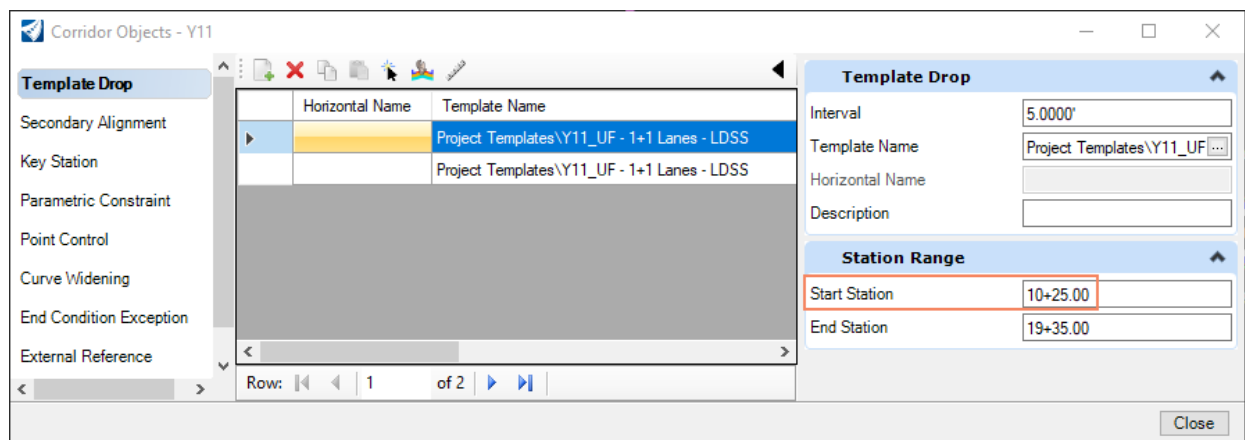 Corridor Objects - Y11
Template Drop
Secondary Alignment
Key Station
Parametric Constraint
Point Control
Curve Widening
End Condition Exception
External Reference
Horizontal Name Template Name
Project Templates\Y11_UF - 1+1 Lanes - LDSS
Project Templates\Y11_UF - 1+1 Lanes - LDSS
Row: 1 of 2
Template Drop
Interval 5.0000'
Template Name Project Templates\Y11_UF ...
Horizontal Name
Description
Station Range
Start Station 10+25.00
End Station 19+35.00
Close